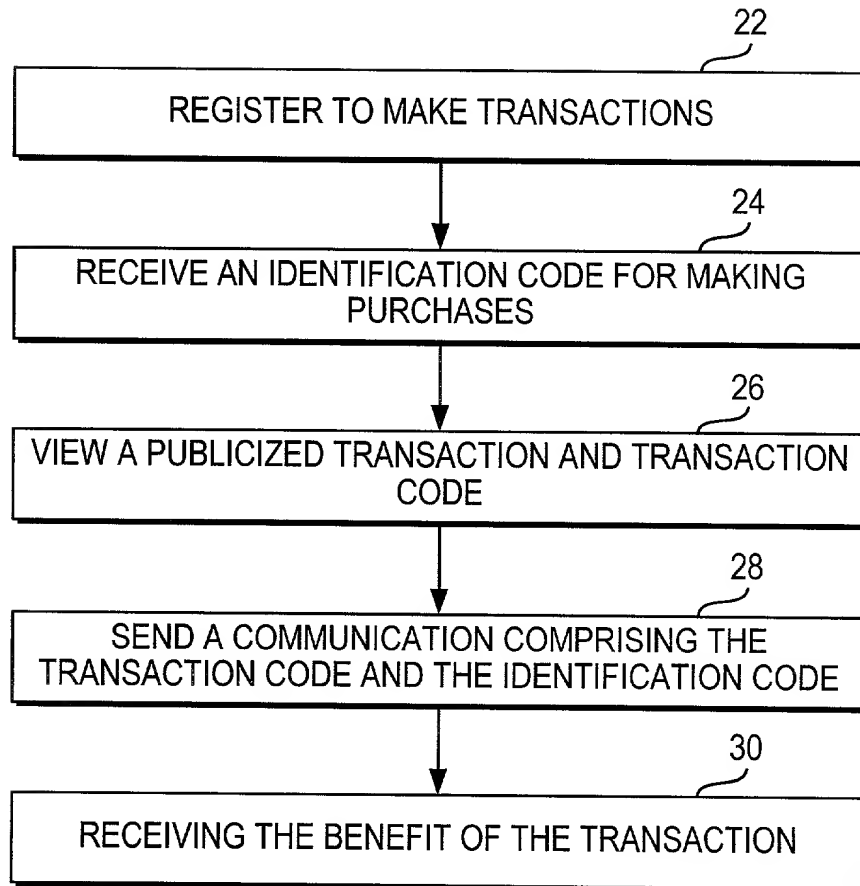 22
REGISTER TO MAKE TRANSACTIONS
24
RECEIVE AN IDENTIFICATION CODE FOR MAKING
PURCHASES
26
VIEW A PUBLICIZED TRANSACTION AND TRANSACTION
CODE
28
SEND A COMMUNICATION COMPRISING THE
TRANSACTION CODE AND THE IDENTIFICATION CODE
30
RECEIVING THE BENEFIT OF THE TRANSACTION